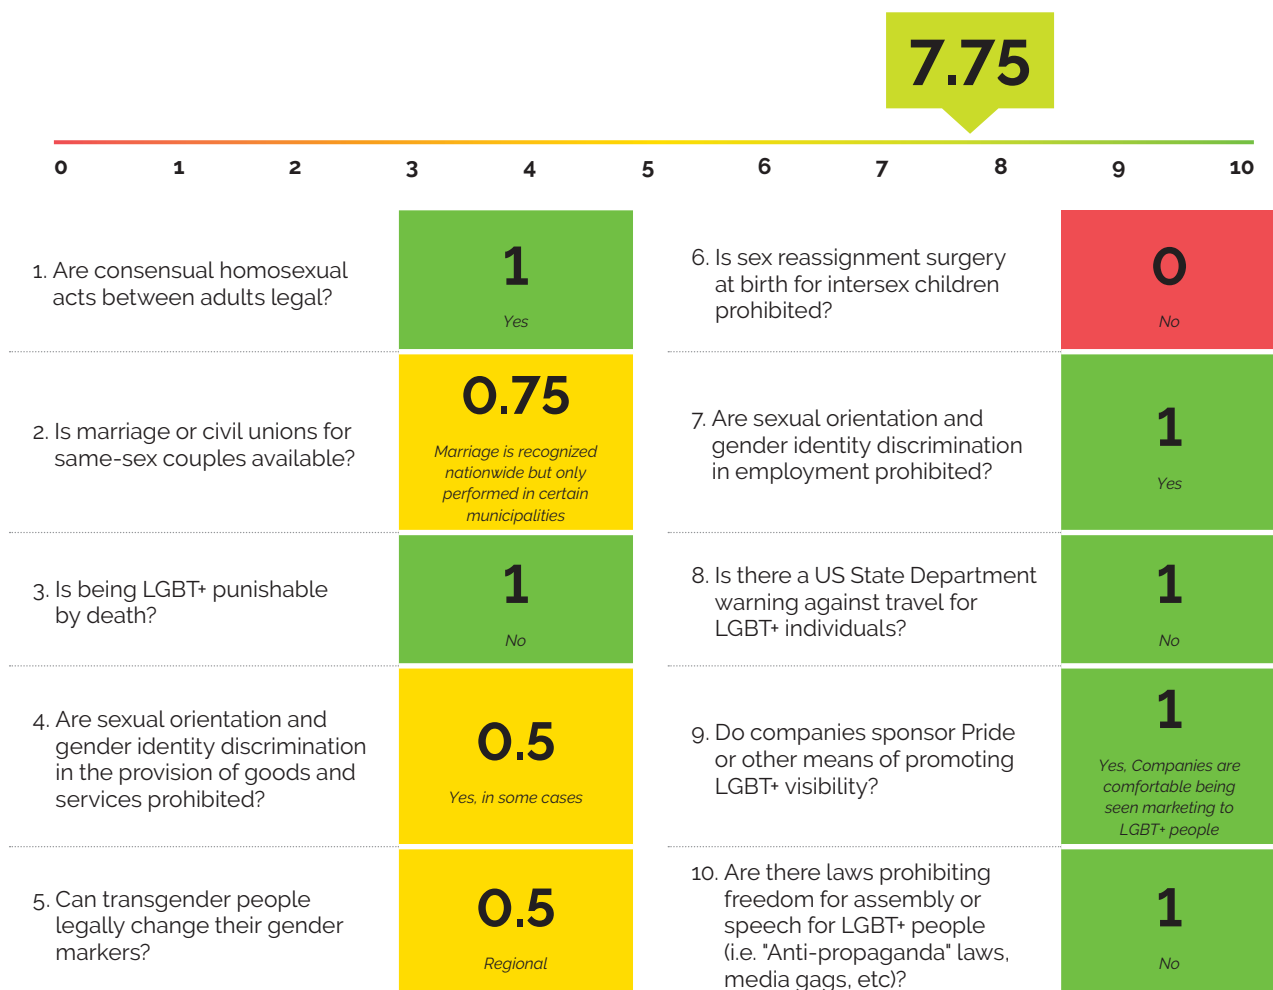 7.75
0 1 2 3 4 5 6 7 8 9 10
1. Are consensual homosexual
acts between adults legal?
1
Yes
2. Is marriage or civil unions for
same-sex couples available?
0.75
Marriage is recognized
nationwide but only
performed in certain
municipalities
3. Is being LGBT+ punishable
by death?
1
No
4. Are sexual orientation and
gender identity discrimination
in the provision of goods and
services prohibited?
0.5
Yes, in some cases
5. Can transgender people
legally change their gender
markers?
0.5
Regional
6. Is sex reassignment surgery
at birth for intersex children
prohibited?
0
No
7. Are sexual orientation and
gender identity discrimination
in employment prohibited?
1
Yes
8. Is there a US State Department
warning against travel for
LGBT+ individuals?
1
No
9. Do companies sponsor Pride
or other means of promoting
LGBT+ visibility?
1
Yes, Companies are
comfortable being
seen marketing to
LGBT+ people
10. Are there laws prohibiting
freedom for assembly or
speech for LGBT+ people
(i.e. "Anti-propaganda" laws,
media gags, etc)?
1
No